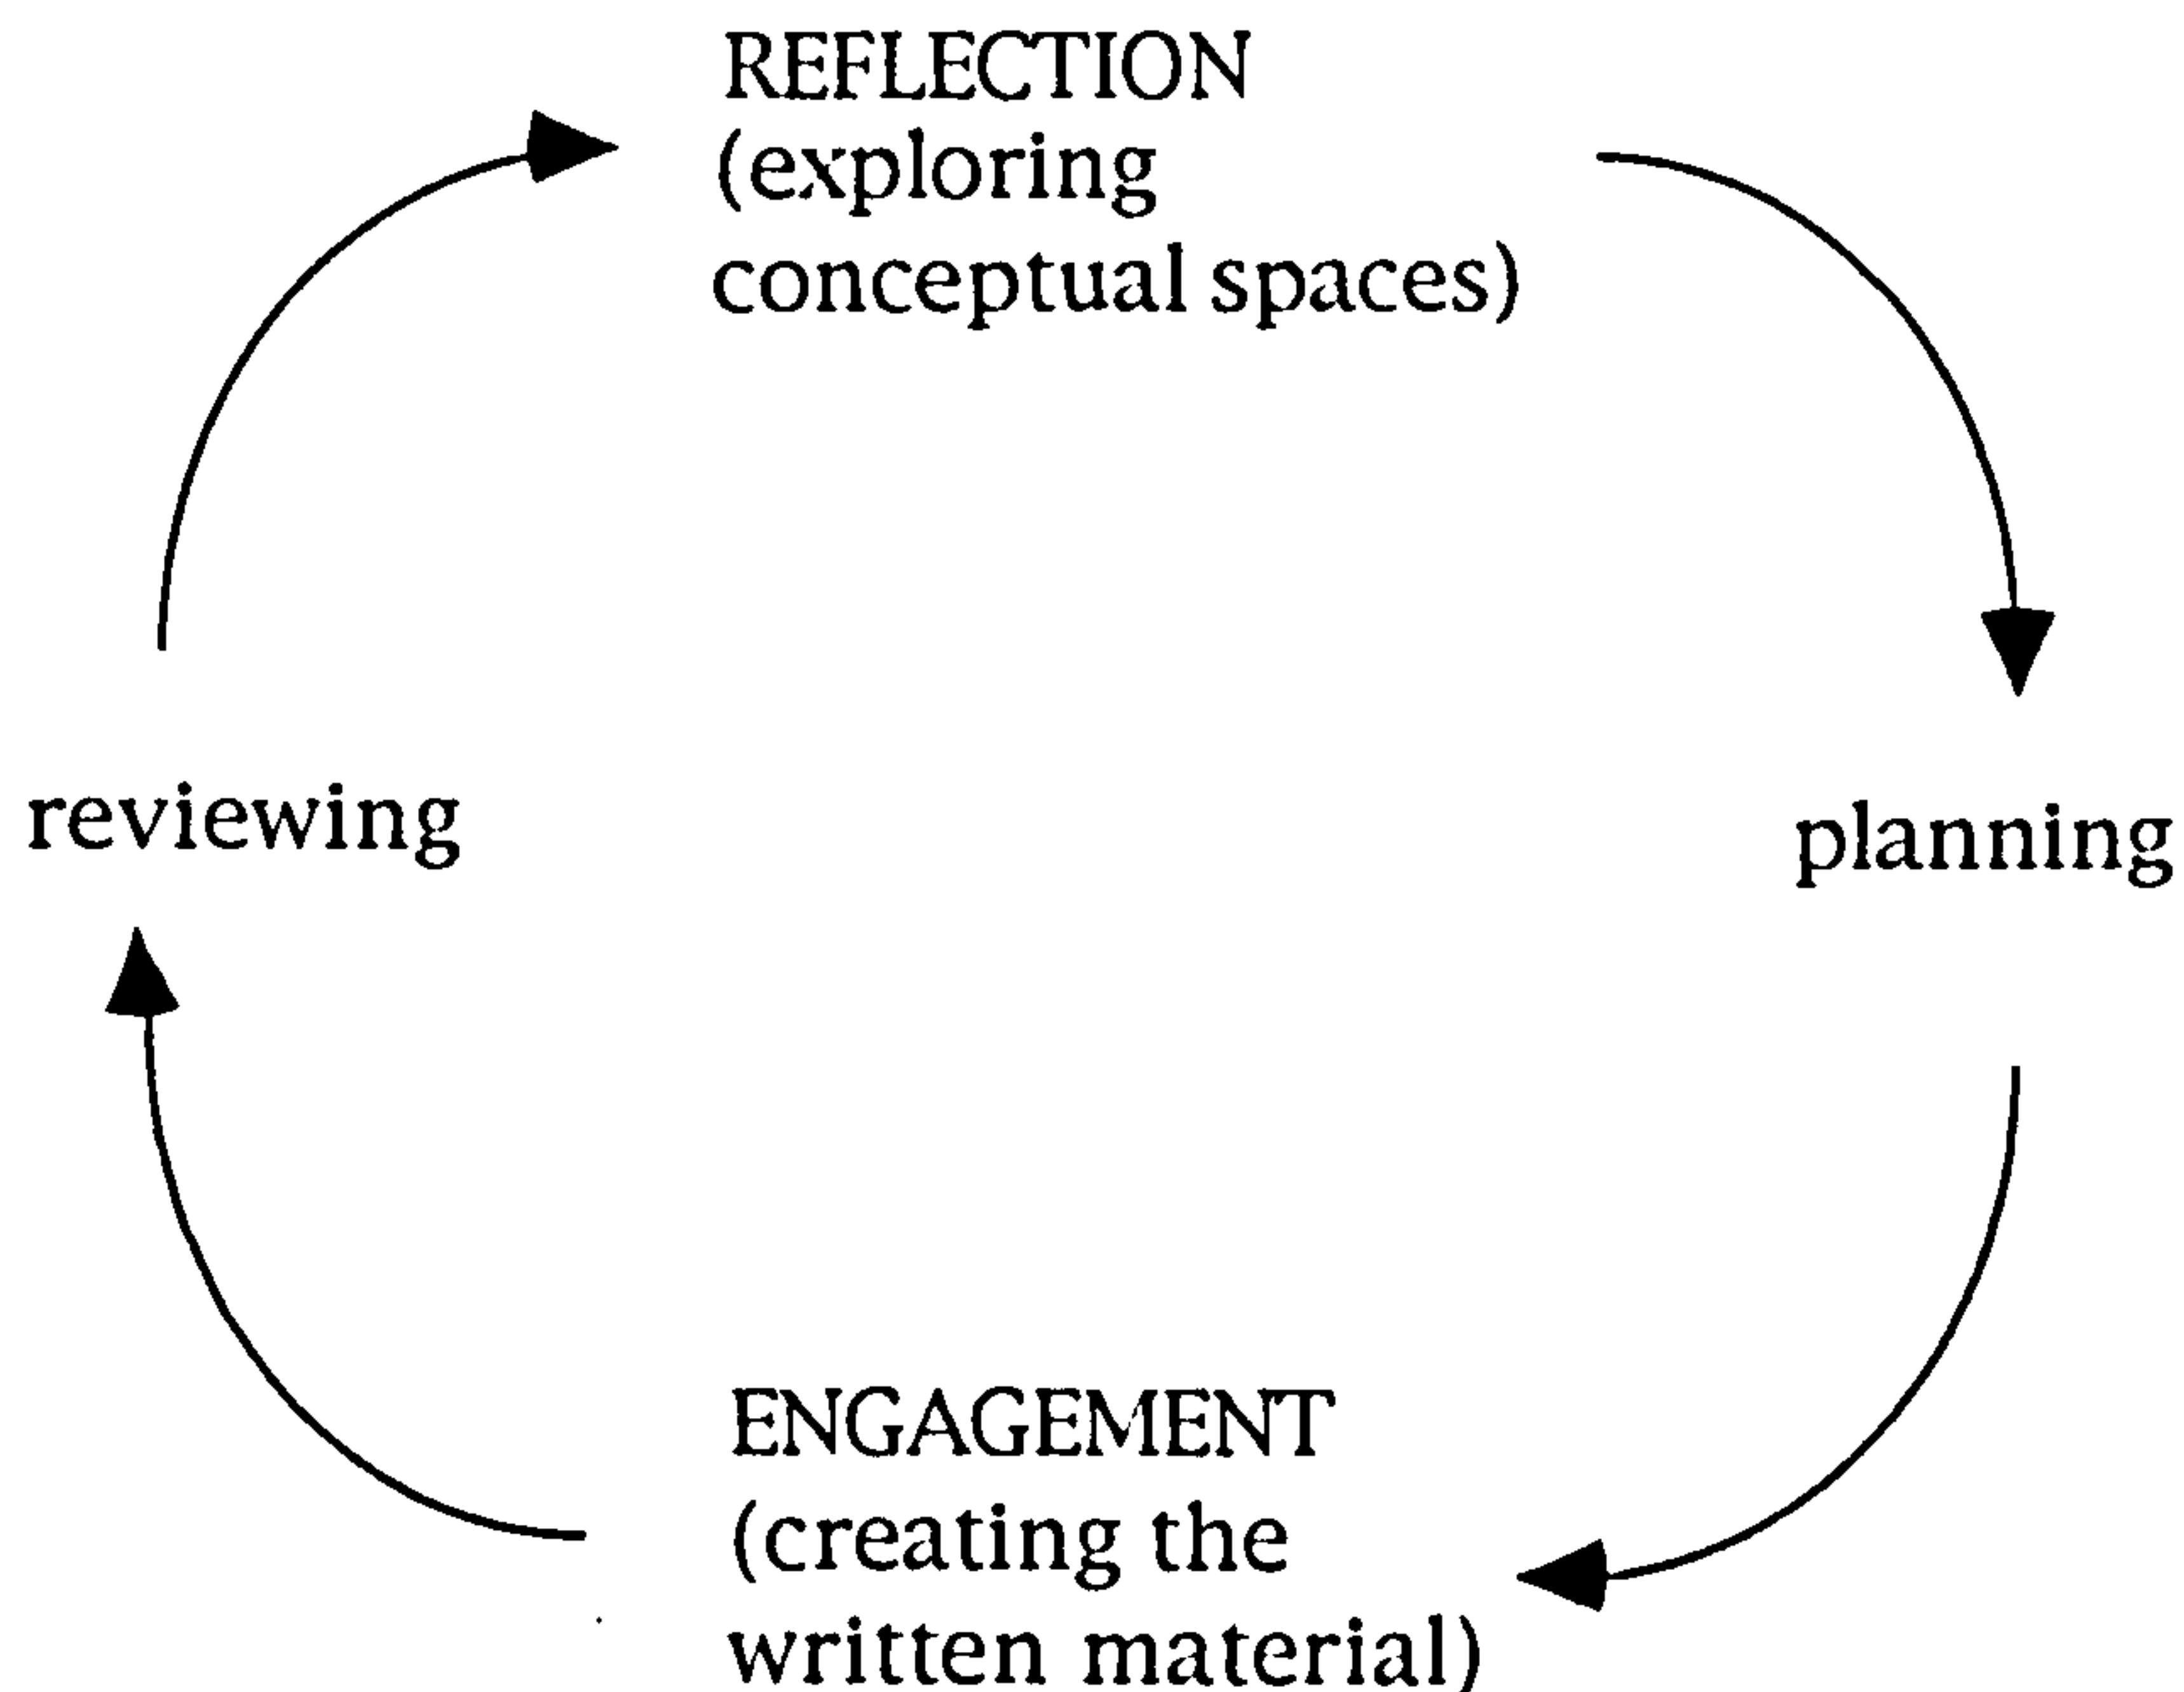 REFLECTION
(exploring
conceptual spaces)
reviewing
planning
ENGAGEMENT
(creating the
written material)